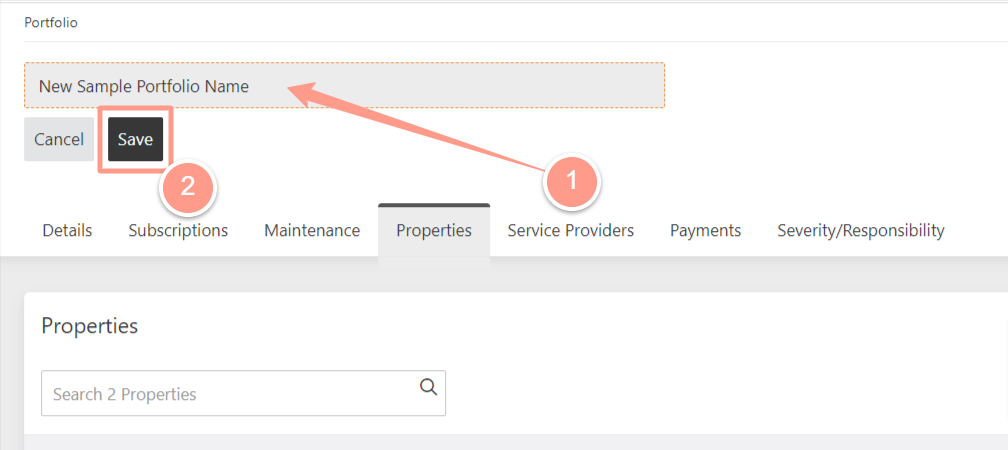 Portfolio
New Sample Portfolio Name
Cancel Save
2 1
Details Subscriptions Maintenance Properties Service Providers Payments Severity/Responsibility
Properties
Search 2 Properties